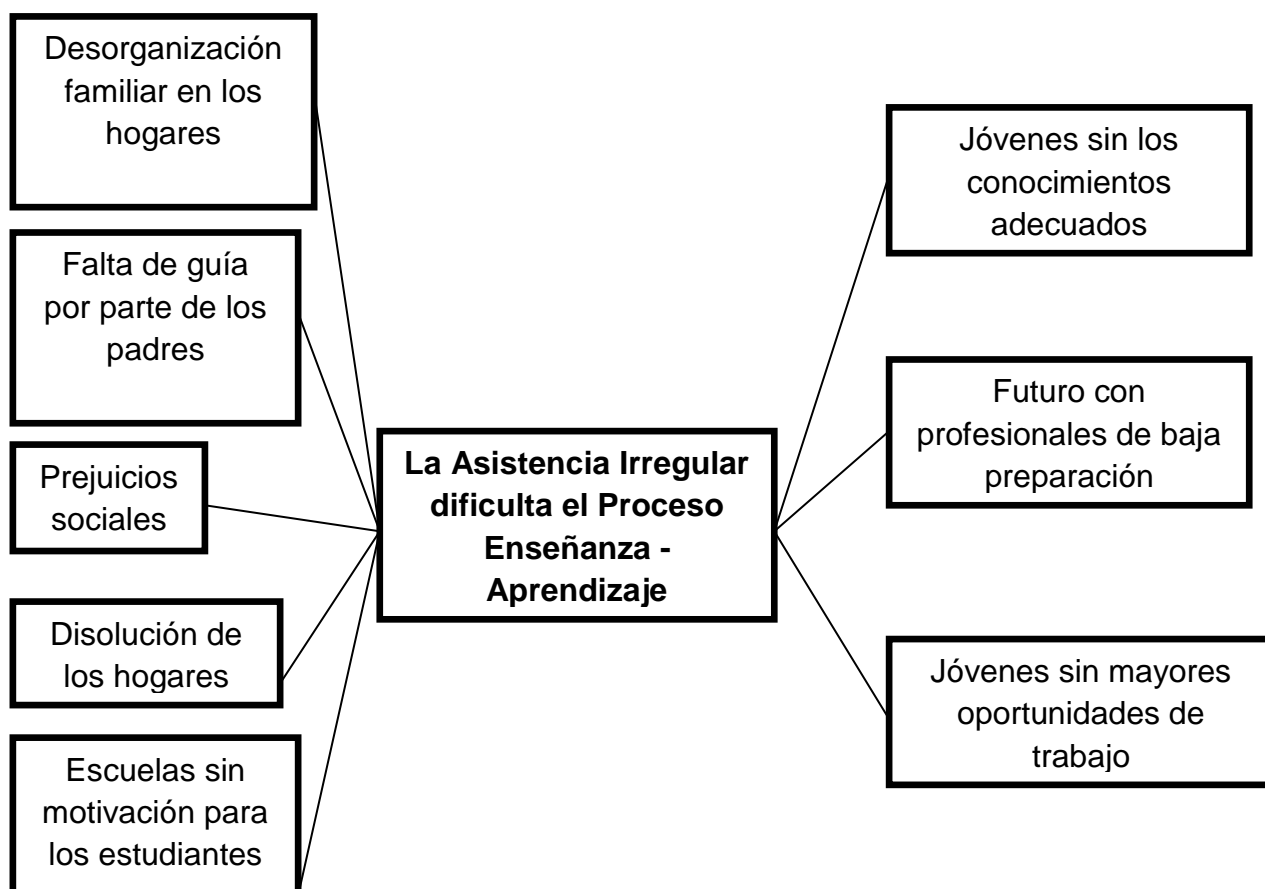 Desorganización
familiar en los
hogares
Falta de guía
por parte de los
padres
Prejuicios
sociales
Disolución de
los hogares
Escuelas sin
motivación para
los estudiantes
La Asistencia Irregular
dificulta el Proceso
Enseñanza -
Aprendizaje
Jóvenes sin los
conocimientos
adecuados
Futuro con
profesionales de baja
preparación
Jóvenes sin mayores
oportunidades de
trabajo